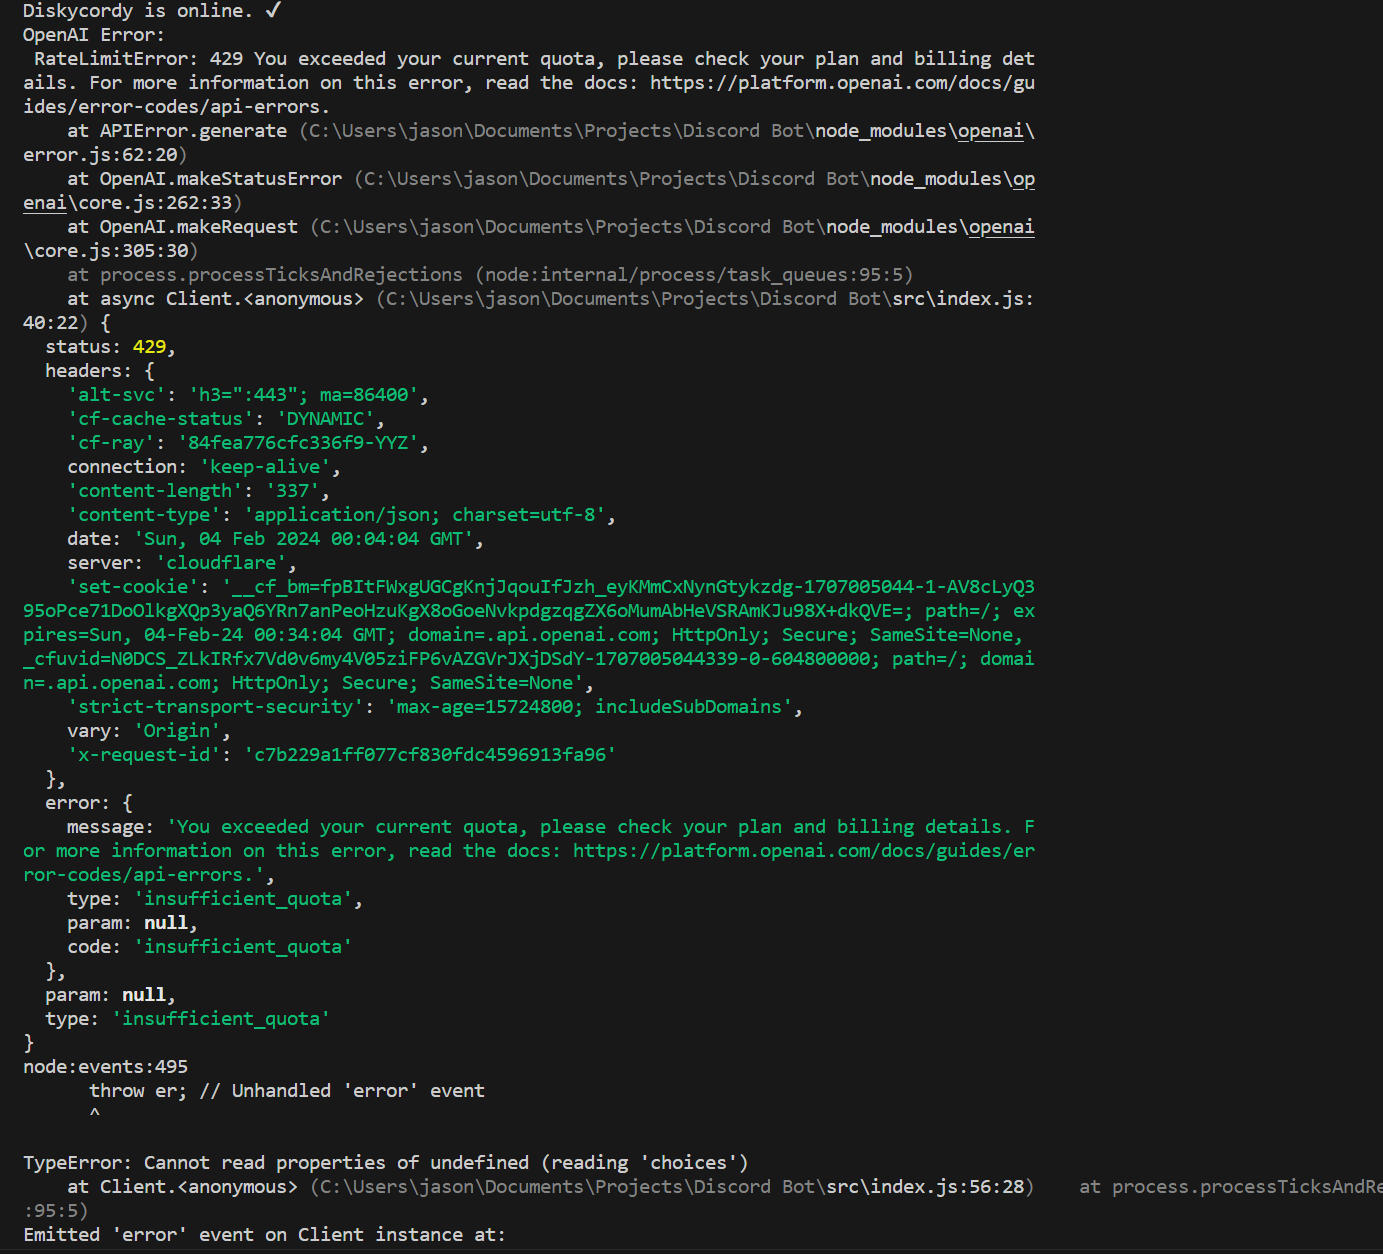 Diskycordy is online. ✓
OpenAI Error:
 RateLimitError: 429 You exceeded your current quota, please check your plan and billing det
ails. For more information on this error, read the docs: https://platform.openai.com/docs/gu
ides/error-codes/api-errors.
    at APIError.generate (C:\Users\jason\Documents\Projects\Discord Bot\node_modules\openai\
error.js:62:20)
    at OpenAI.makeStatusError (C:\Users\jason\Documents\Projects\Discord Bot\node_modules\op
enai\core.js:262:33)
    at OpenAI.makeRequest (C:\Users\jason\Documents\Projects\Discord Bot\node_modules\openai
\core.js:305:30)
    at process.processTicksAndRejections (node:internal/process/task_queues:95:5)
    at async Client.<anonymous> (C:\Users\jason\Documents\Projects\Discord Bot\src\index.js:
40:22) {
  status: 429,
  headers: {
    'alt-svc': 'h3=":443"; ma=86400',
    'cf-cache-status': 'DYNAMIC',
    'cf-ray': '84fea776cfc336f9-YYZ',
    connection: 'keep-alive',
    'content-length': '337',
    'content-type': 'application/json; charset=utf-8',
    date: 'Sun, 04 Feb 2024 00:04:04 GMT',
    server: 'cloudflare',
    'set-cookie': '__cf_bm=fpBItFWxgUGCgKnjJqouIfJzh_eyKMmCxNynGtykzdg-1707005044-1-AV8cLyQ3
95oPce71DoOlkgXQp3yaQ6YRn7anPeoHzuKgX8oGoeNvkpdgzqgZX6oMumAbHeVSRAmKJu98X+dkQVE=; path=/; ex
pires=Sun, 04-Feb-24 00:34:04 GMT; domain=.api.openai.com; HttpOnly; Secure; SameSite=None,
_cfuvid=N0DCS_ZLkIRfx7Vd0v6my4V05ziFP6vAZGVrJXjDSdY-1707005044339-0-604800000; path=/; domai
n=.api.openai.com; HttpOnly; Secure; SameSite=None',
    'strict-transport-security': 'max-age=15724800; includeSubDomains',
    vary: 'Origin',
    'x-request-id': 'c7b229a1ff077cf830fdc4596913fa96'
  },
  error: {
    message: 'You exceeded your current quota, please check your plan and billing details. F
or more information on this error, read the docs: https://platform.openai.com/docs/guides/er
ror-codes/api-errors.',
    type: 'insufficient_quota',
    param: null,
    code: 'insufficient_quota'
  },
  param: null,
  type: 'insufficient_quota'
}
node:events:495
      throw er; // Unhandled 'error' event
      ^
TypeError: Cannot read properties of undefined (reading 'choices')
    at Client.<anonymous> (C:\Users\jason\Documents\Projects\Discord Bot\src\index.js:56:28)    at process.processTicksAndRe
:95:5)
Emitted 'error' event on Client instance at: